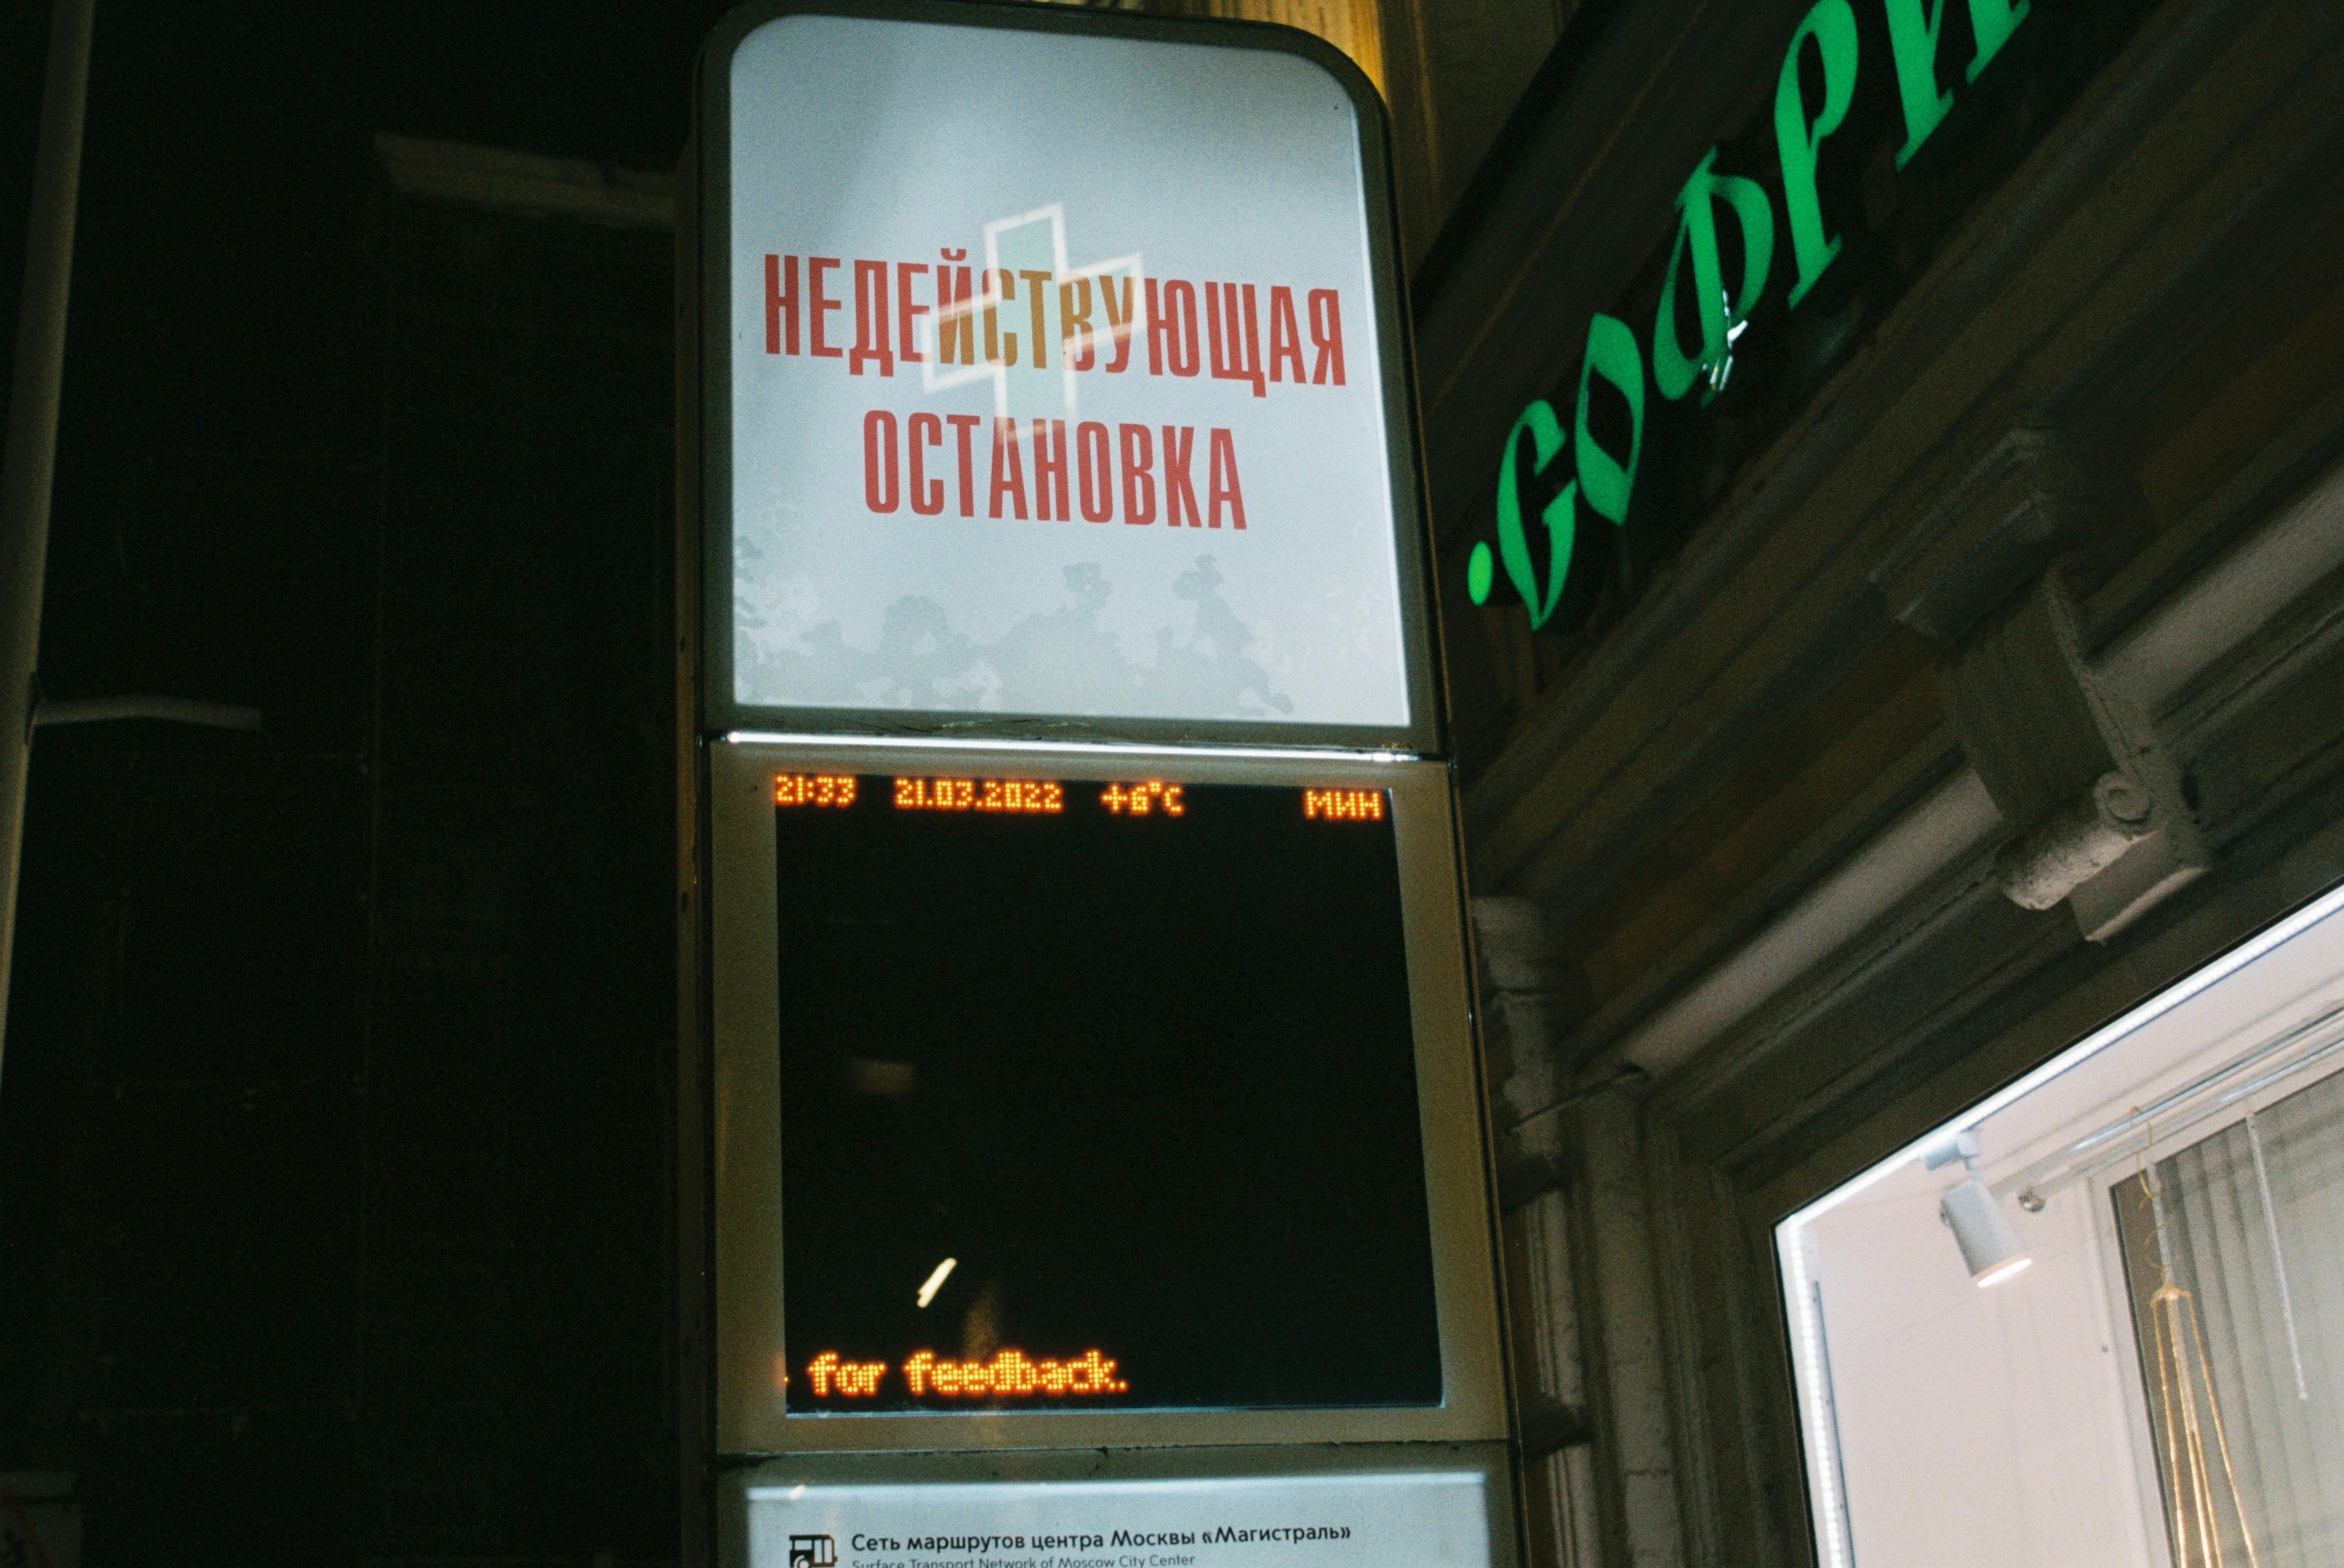 НЕДЕЙСТВУЮЩАЯ
ОСТАНОВКА
СОФРИ
21:33 21.03.2022 +6°C МИН
for feedback.
Сеть маршрутов центра Москвы «Магистраль»
Surface Transport Network of Moscow City Center